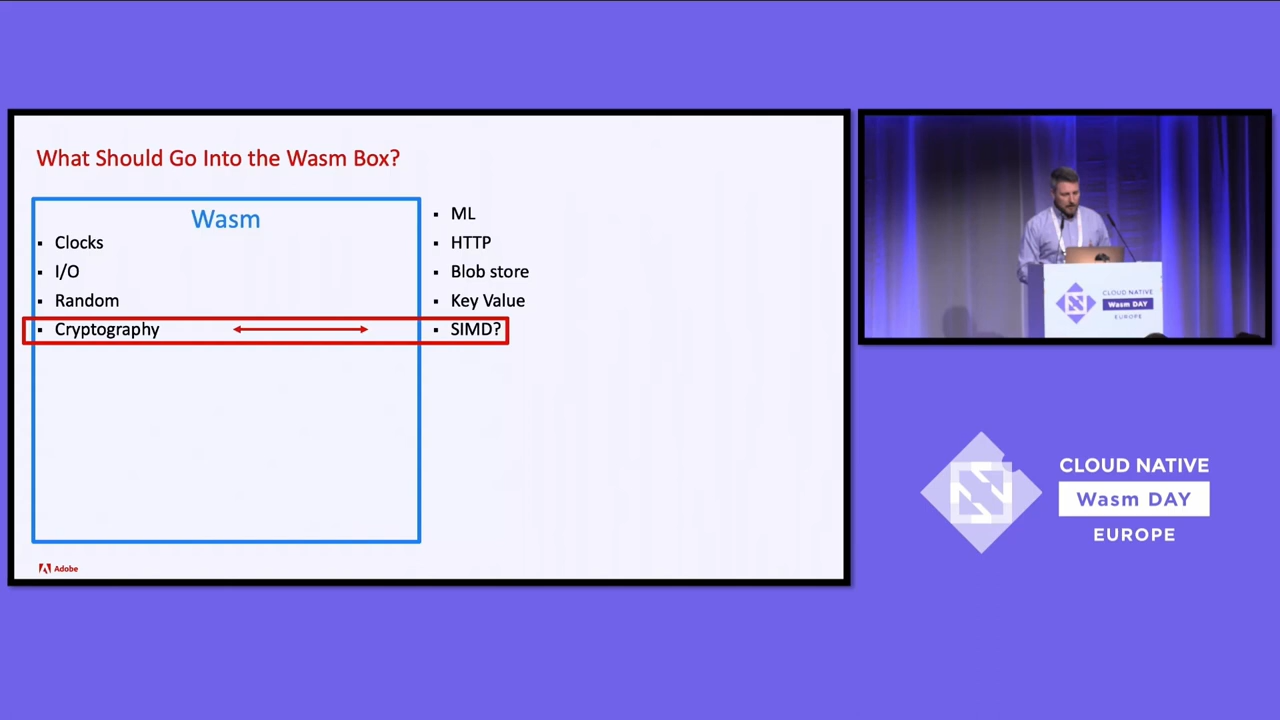 What Should Go Into the Wasm Box?
Wasm
▪ Clocks
▪ I/O
▪ Random
▪ Cryptography
▪ ML
▪ HTTP
▪ Blob store
▪ Key Value
▪ SIMD?
Adobe
CLOUD NATIVE
Wasm DAY
EUROPE
CLOUD NATIVE
Wasm DAY
EUROPE